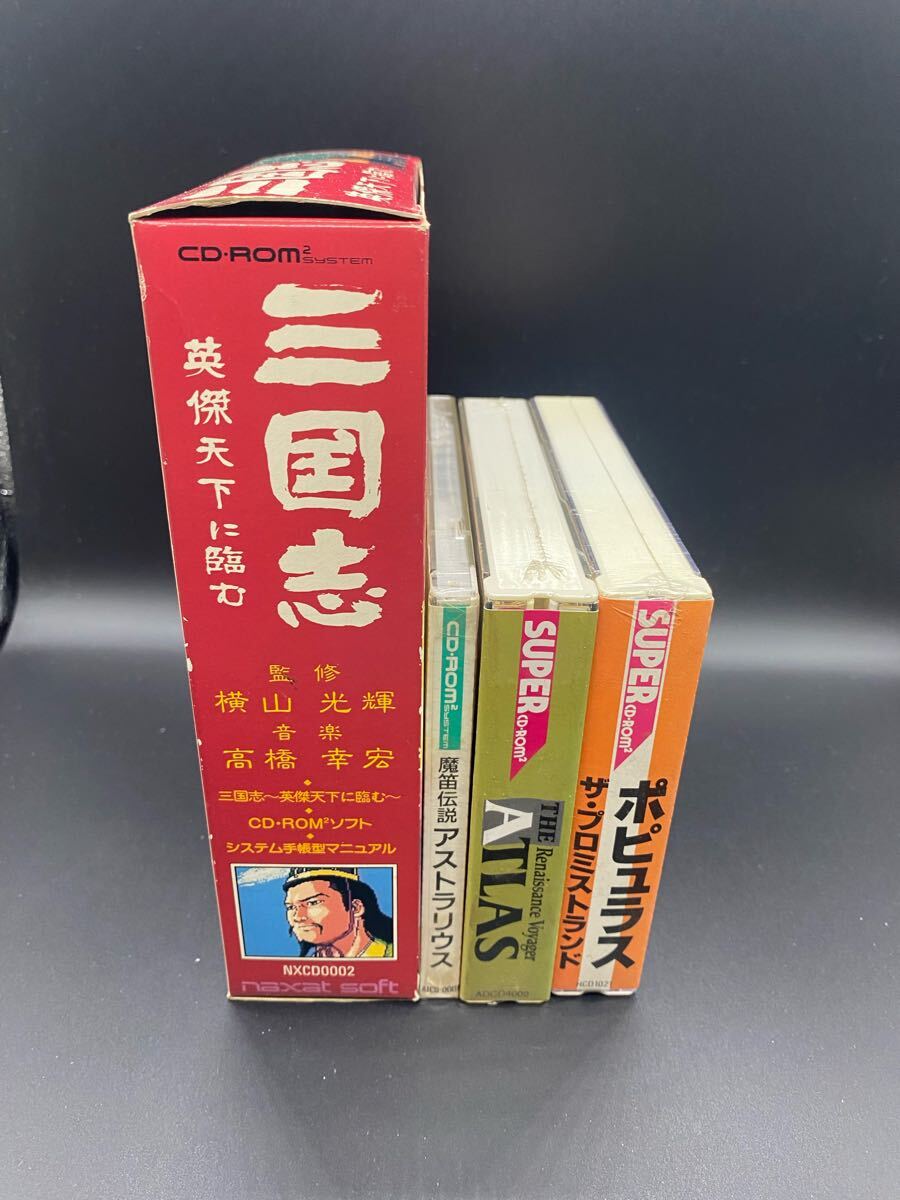 CD・ROM² SYSTEM
三国志
英傑天下に臨む
監修
横山 光輝
音楽
高橋 幸宏
三国志〜英傑天下に臨む〜
CD・ROM²ソフト
システム手帳型マニュアル
NXCD0002
naxat soft
CD・ROM² SYSTEM
魔笛伝説
アストラリウス
SUPER CD・ROM²
THE
Renaissance Voyager
ATLAS
ADCD4002
SUPER CD・ROM²
ポピュラス
ザ・プロミストランド
HCD1021